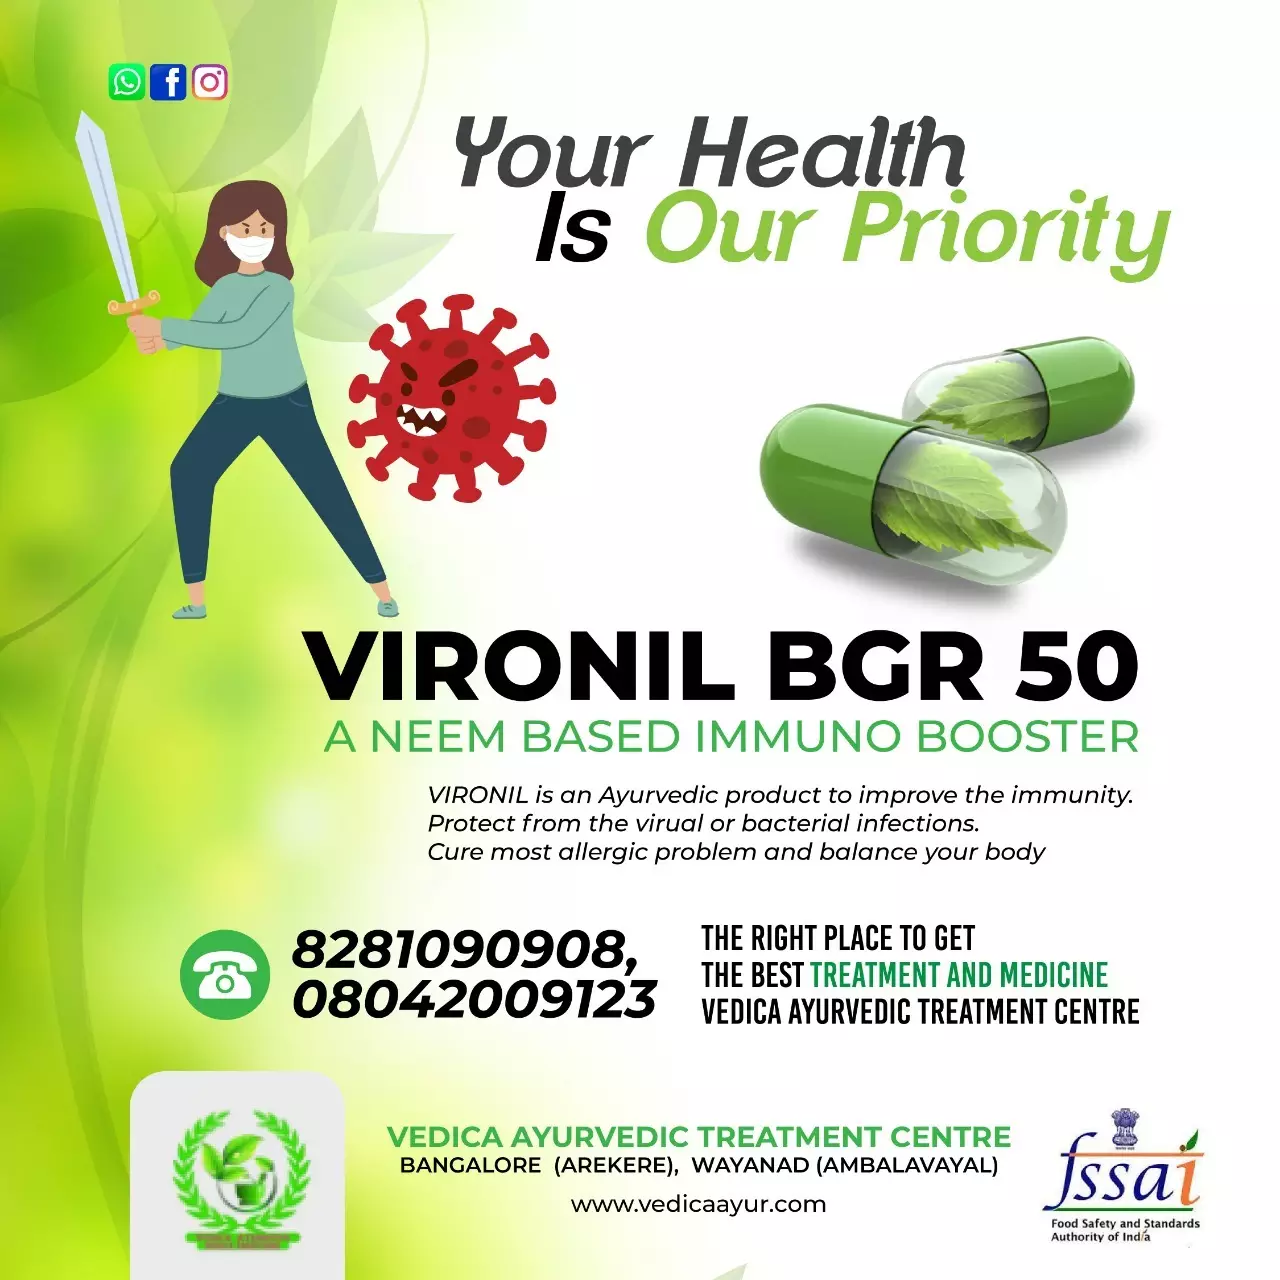 Your Health
Is Our Priority
VIRONIL BGR 50
A NEEM BASED IMMUNO BOOSTER
VIRONIL is an Ayurvedic product to improve the immunity.
Protect from the virual or bacterial infections.
Cure most allergic problem and balance your body
8281090908,
08042009123
THE RIGHT PLACE TO GET
THE BEST TREATMENT AND MEDICINE
VEDICA AYURVEDIC TREATMENT CENTRE
VEDICA AYURVEDIC TREATMENT CENTRE
BANGALORE (AREKERE), WAYANAD (AMBALAVAYAL)
www.vedicaayur.com
fssai
Food Safety and Standards
Authority of India